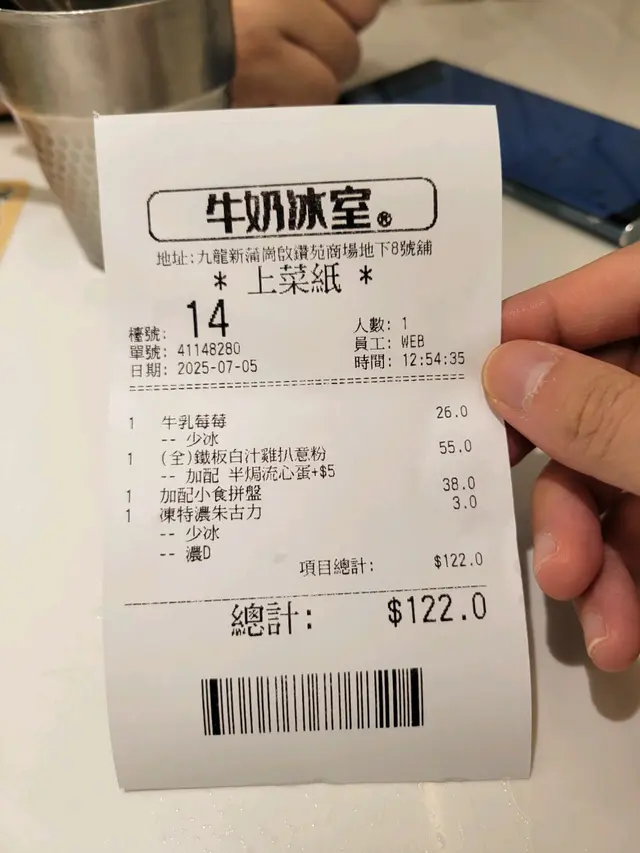 牛奶冰室®
地址:九龍新蒲崗啟鑽苑商場地下8號舖
* 上菜紙 *
檯號: 14 人數: 1
單號: 41148280 員工: WEB
日期: 2025-07-05 時間: 12:54:35
1 牛乳莓莓 26.0
-- 少冰
1 (全)鐵板白汁雞扒意粉 55.0
-- 加配 半焗流心蛋+$5
1 加配小食拼盤 38.0
1 凍特濃朱古力 3.0
-- 少冰
-- 濃D
項目總計: $122.0
總計: $122.0